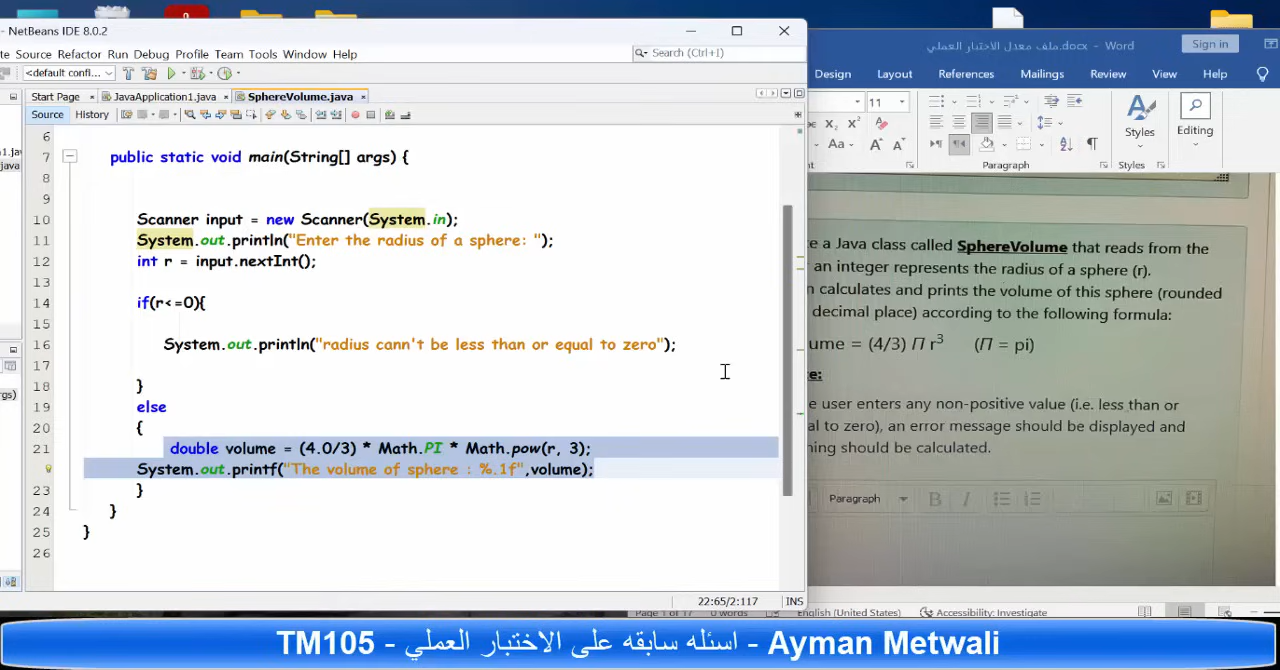 - NetBeans IDE 8.0.2
Source Refactor Run Debug Profile Team Tools Window Help
Search (Ctrl+I)
<default confi...
Start Page JavaApplication1.java SphereVolume.java
Source History
6
7 public static void main(String[] args) {
8
9
10 Scanner input = new Scanner(System.in);
11 System.out.println("Enter the radius of a sphere: ");
12 int r = input.nextInt();
13
14 if(r<=0){
15
16 System.out.println("radius cann't be less than or equal to zero");
17
18 }
19 else
20 {
21 double volume = (4.0/3) * Math.PI * Math.pow(r, 3);
System.out.printf("The volume of sphere : %.1f",volume);
23 }
24 }
25 }
26
22:65/2:117 INS
ملف معدل الاختبار العملي.docx - Word
Sign in
Design Layout References Mailings Review View Help
11
Aa
Styles
Editing
Paragraph
Styles
e a Java class called SphereVolume that reads from the
an integer represents the radius of a sphere (r).
n calculates and prints the volume of this sphere (rounded
decimal place) according to the following formula:
ume = (4/3) Π r3 (Π = pi)
e:
e user enters any non-positive value (i.e. less than or
al to zero), an error message should be displayed and
hing should be calculated.
Paragraph B I
Page 1 of 17 0 words English (United States) Accessibility: Investigate
TM105 - اسئله سابقه على الاختبار العملي - Ayman Metwali